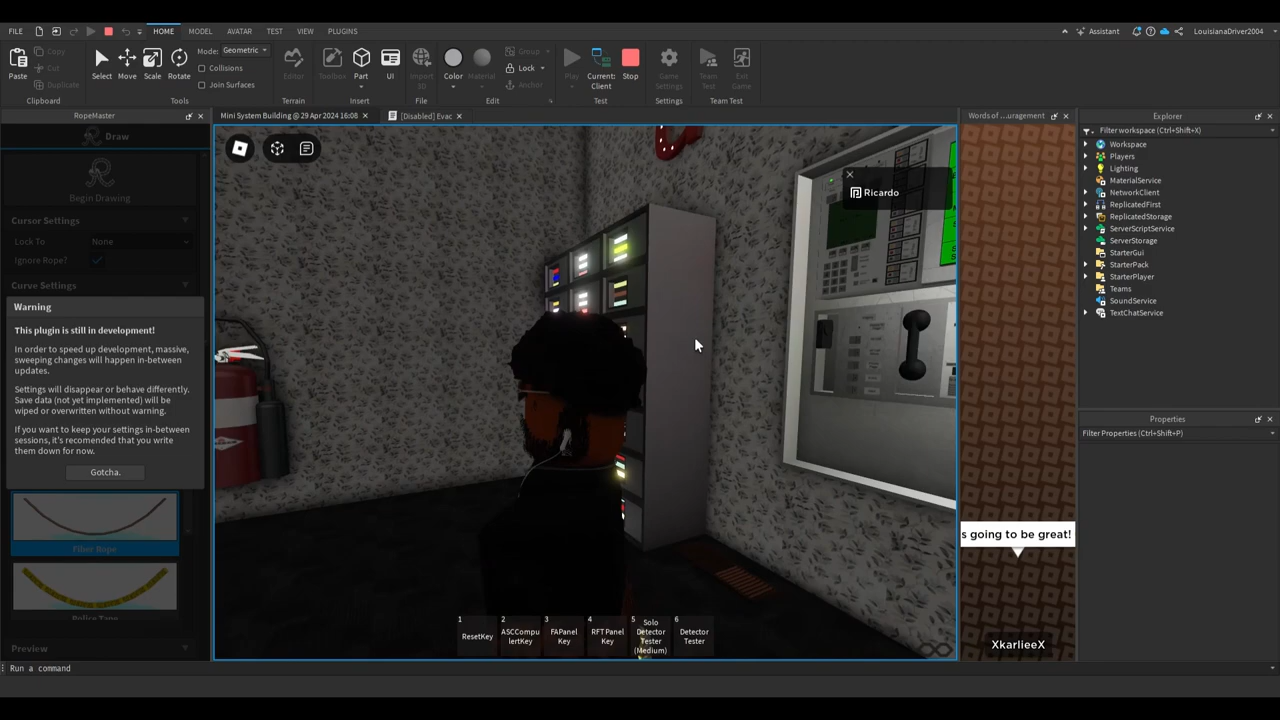 FILE
HOME MODEL AVATAR TEST VIEW PLUGINS
Assistant
LouisianaDriver2004
Paste
Copy
Cut
Duplicate
Clipboard
Select Move Scale Rotate
Mode: Geometric
Collisions
Join Surfaces
Tools
Editor
Terrain
Toolbox Part UI
Insert
Import 3D
File
Color Material
Group
Lock
Anchor
Edit
Play
Current: Client
Stop
Test
Game Settings
Settings
Team Test
Exit Game
Team Test
RopeMaster
Mini System Building @ 29 Apr 2024 16:08
[Disabled] Evac
Words of ...uragement
Explorer
Draw
Begin Drawing
Cursor Settings
Lock To None
Ignore Rope?
Curve Settings
Warning
This plugin is still in development!
In order to speed up development, massive,
sweeping changes will happen in-between
updates.
Settings will disappear or behave differently.
Save data (not yet implemented) will be
wiped or overwritten without warning.
If you want to keep your settings in-between
sessions, it's recomended that you write
them down for now.
Gotcha.
Fiber Rope
Police Tape
Preview
Run a command
Ricardo
1
ResetKey
2
ASCCompu
lertKey
3
FAPanel
Key
4
RFTPanel
Key
5
Solo
Detector
Tester
(Medium)
6
Detector
Tester
s going to be great!
XkarlieeX
Filter workspace (Ctrl+Shift+X)
Workspace
Players
Lighting
MaterialService
NetworkClient
ReplicatedFirst
ReplicatedStorage
ServerScriptService
ServerStorage
StarterGui
StarterPack
StarterPlayer
Teams
SoundService
TextChatService
Properties
Filter Properties (Ctrl+Shift+P)